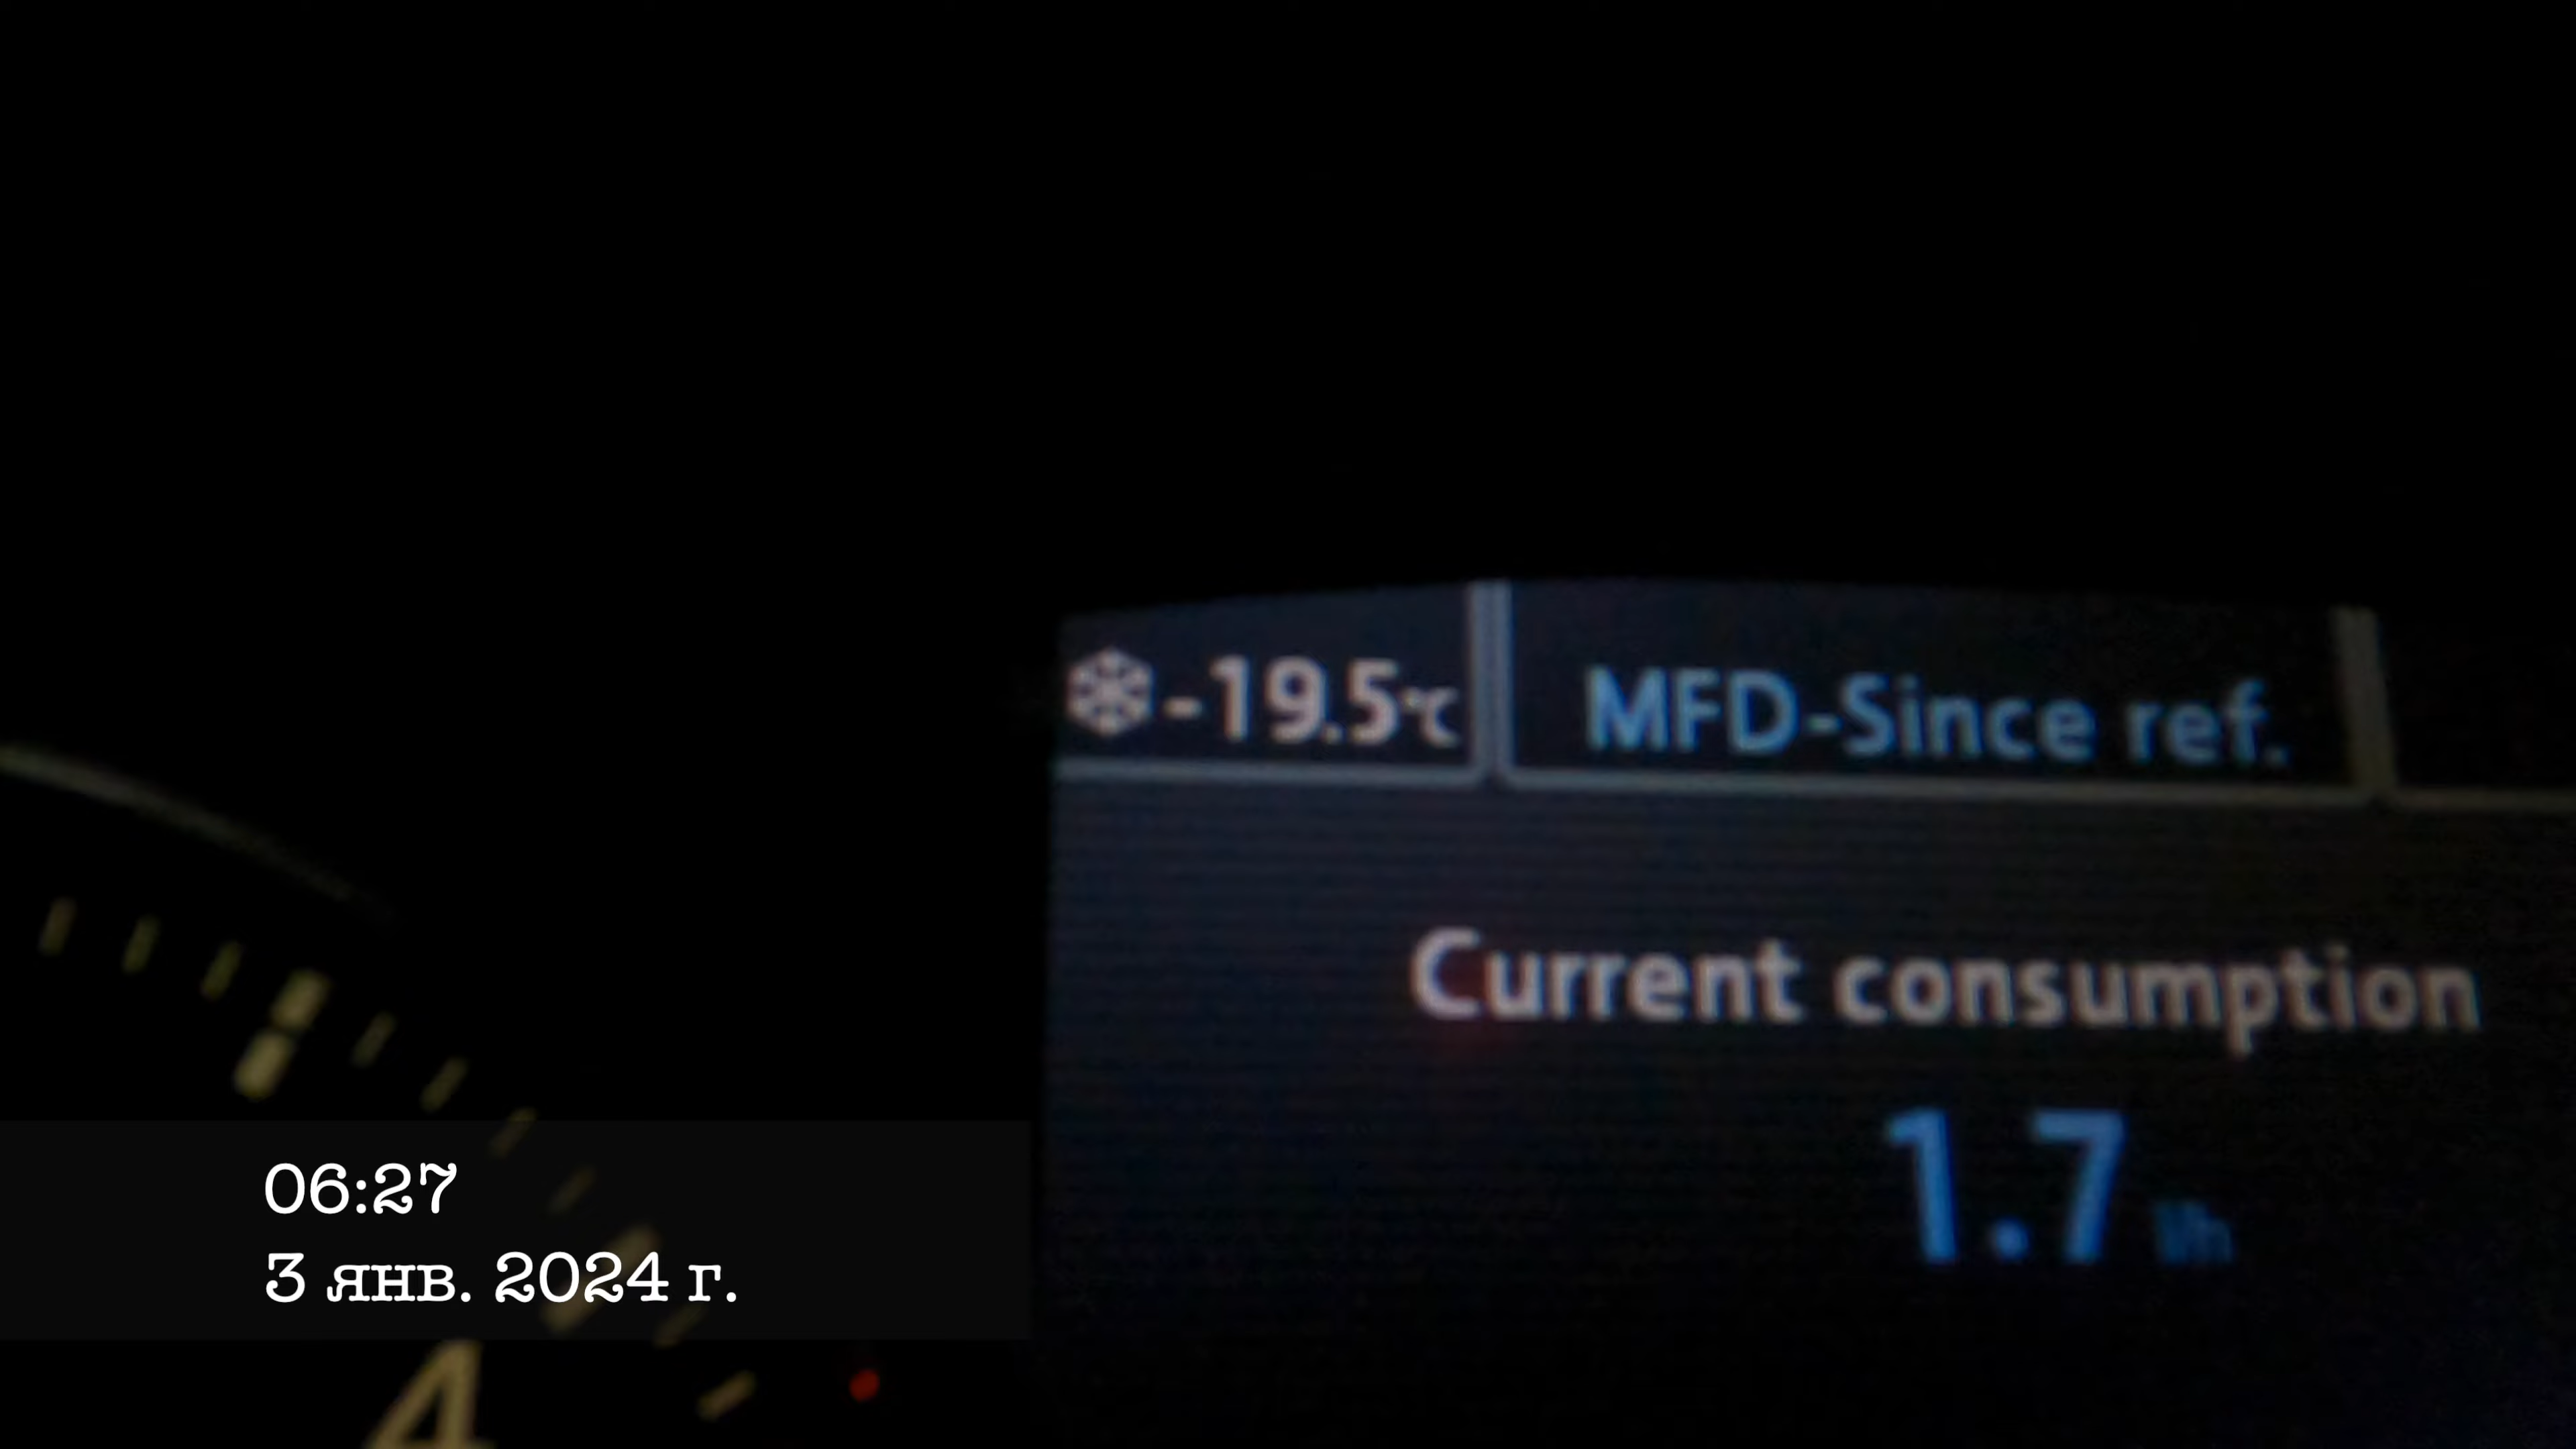 -19.5°C
MFD-Since ref.
Current consumption
1.7 l/h
06:27
3 янв. 2024 г.
4